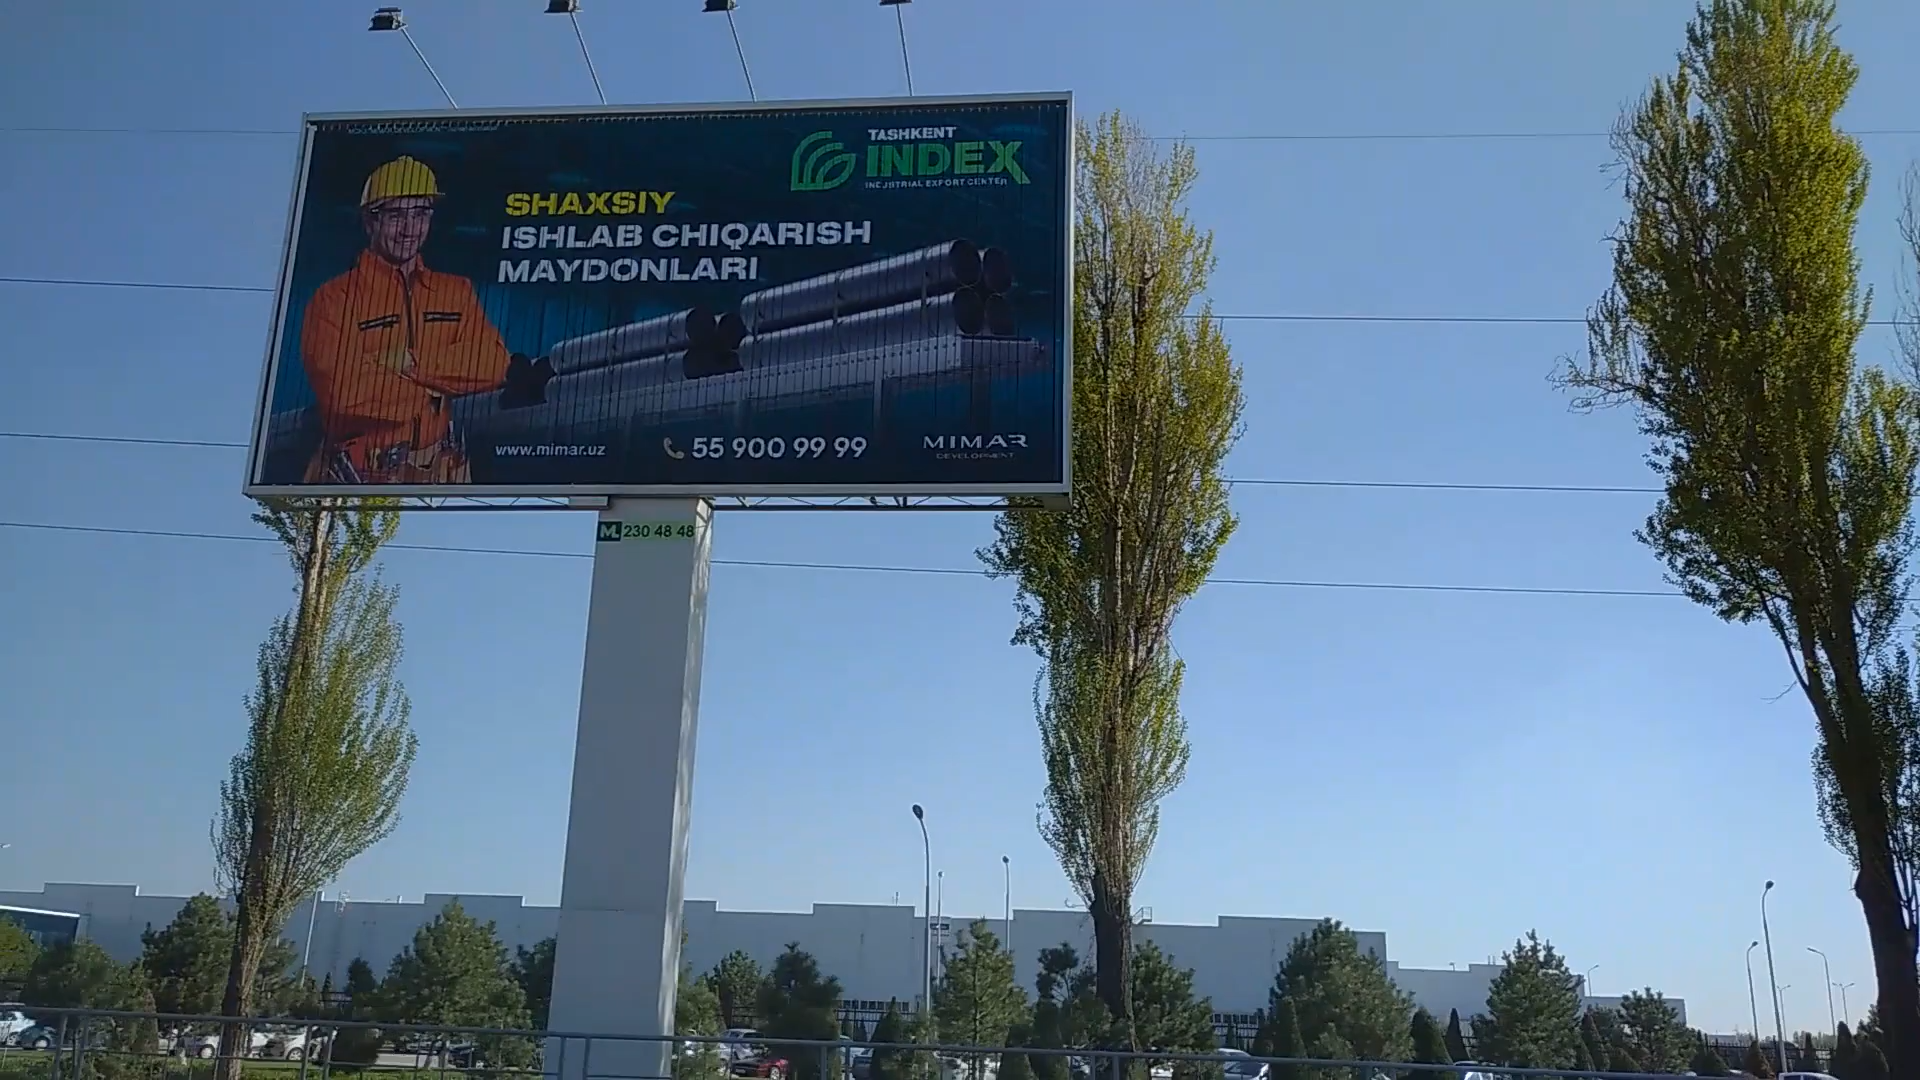 TASHKENT
INDEX
INDUSTRIAL EXPORT CENTER
SHAXSIY
ISHLAB CHIQARISH
MAYDONLARI
www.mimar.uz
55 900 99 99
MIMAR
DEVELOPMENT
M 230 48 48